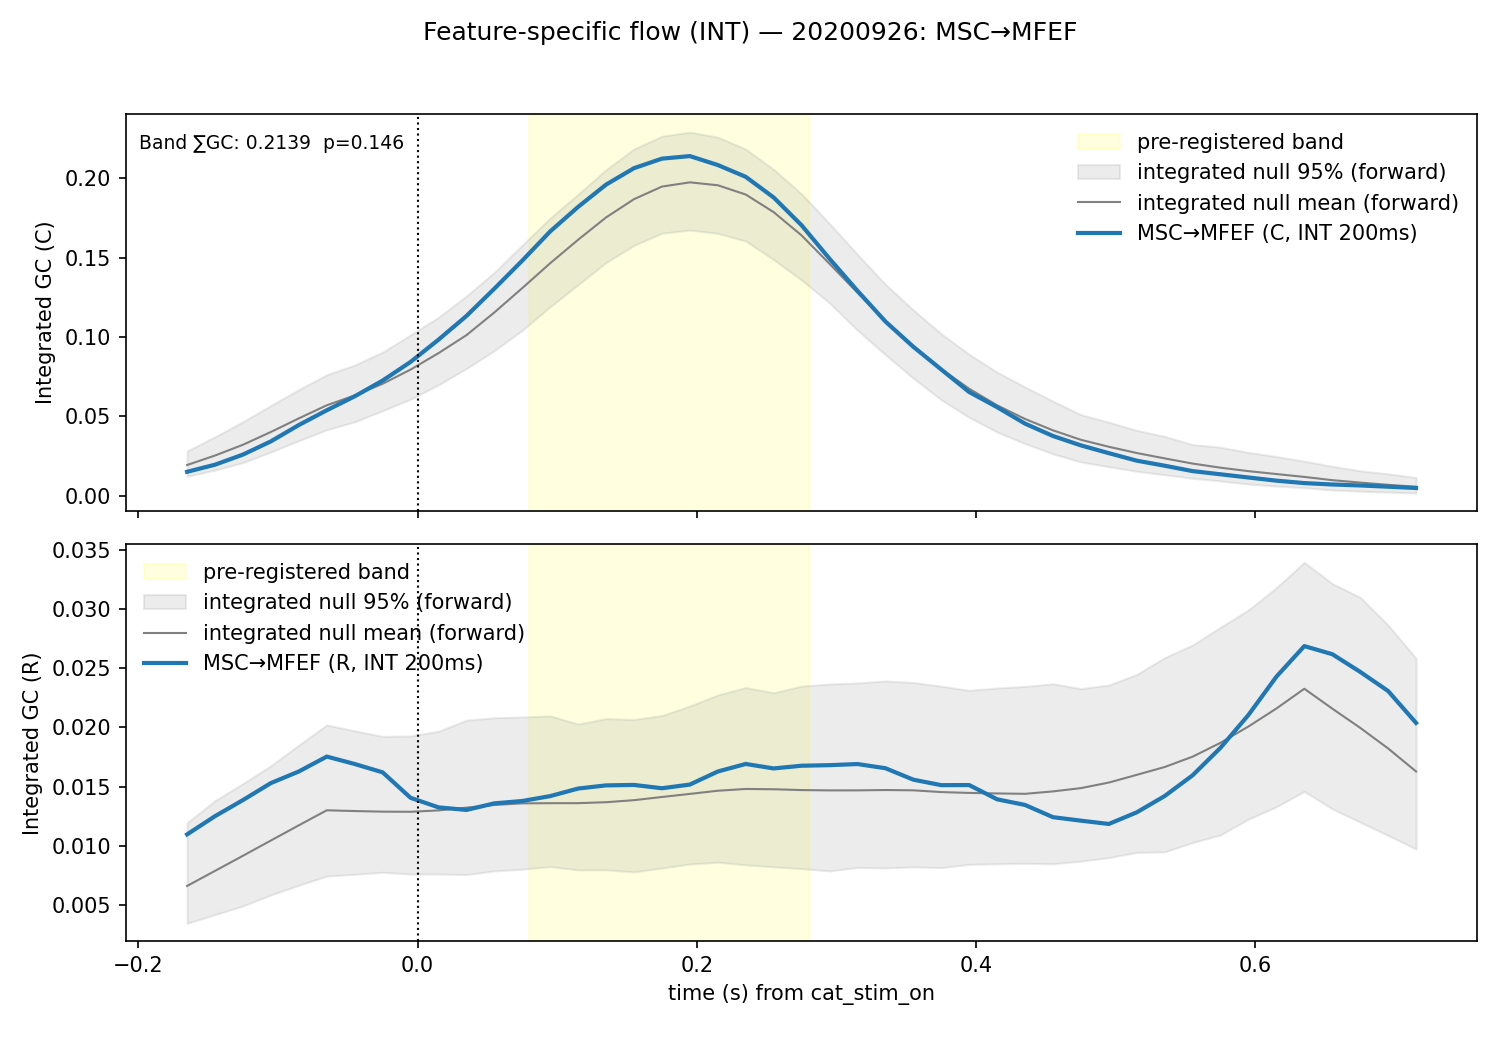 Feature-specific flow (INT) — 20200926: MSC→MFEF
Band ∑GC: 0.2139  p=0.146
pre-registered band
integrated null 95% (forward)
integrated null mean (forward)
MSC→MFEF (C, INT 200ms)
Integrated GC (C)
0.20
0.15
0.10
0.05
0.00
pre-registered band
integrated null 95% (forward)
integrated null mean (forward)
MSC→MFEF (R, INT 200ms)
Integrated GC (R)
0.035
0.030
0.025
0.020
0.015
0.010
0.005
−0.2
0.0
0.2
0.4
0.6
time (s) from cat_stim_on